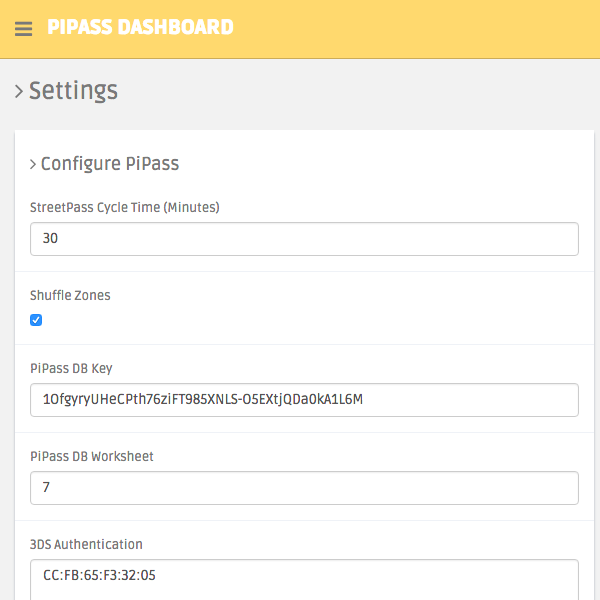 PIPASS DASHBOARD
Settings
Configure PiPass
StreetPass Cycle Time (Minutes)
30
Shuffle Zones
PiPass DB Key
1OfgyryUHeCPth76ziFT985XNLS-O5EXtjQDa0kA1L6M
PiPass DB Worksheet
7
3DS Authentication
CC:FB:65:F3:32:05